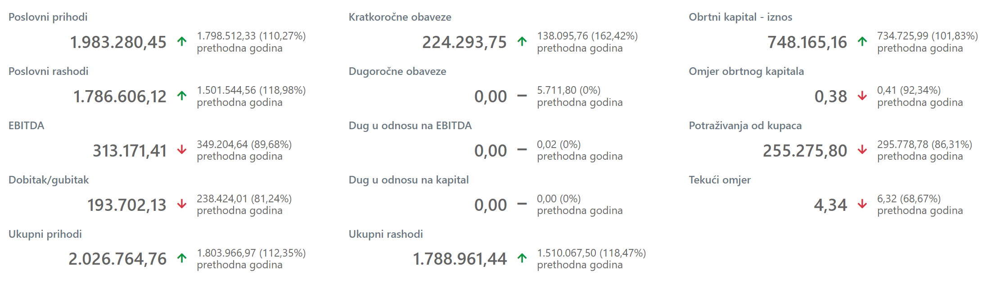 Poslovni prihodi
1.983.280,45
1.798.512,33 (110,27%)
prethodna godina
Kratkoročne obaveze
224.293,75
138.095,76 (162,42%)
prethodna godina
Obrtni kapital - iznos
748.165,16
734.725,99 (101,83%)
prethodna godina
Poslovni rashodi
1.786.606,12
1.501.544,56 (118,98%)
prethodna godina
Dugoročne obaveze
0,00
5.711,80 (0%)
prethodna godina
Omjer obrtnog kapitala
0,38
0,41 (92,34%)
prethodna godina
EBITDA
313.171,41
349.204,64 (89,68%)
prethodna godina
Dug u odnosu na EBITDA
0,00
0,02 (0%)
prethodna godina
Potraživanja od kupaca
255.275,80
295.778,78 (86,31%)
prethodna godina
Dobitak/gubitak
193.702,13
238.424,01 (81,24%)
prethodna godina
Dug u odnosu na kapital
0,00
0,00 (0%)
prethodna godina
Tekući omjer
4,34
6,32 (68,67%)
prethodna godina
Ukupni prihodi
2.026.764,76
1.803.966,97 (112,35%)
prethodna godina
Ukupni rashodi
1.788.961,44
1.510.067,50 (118,47%)
prethodna godina